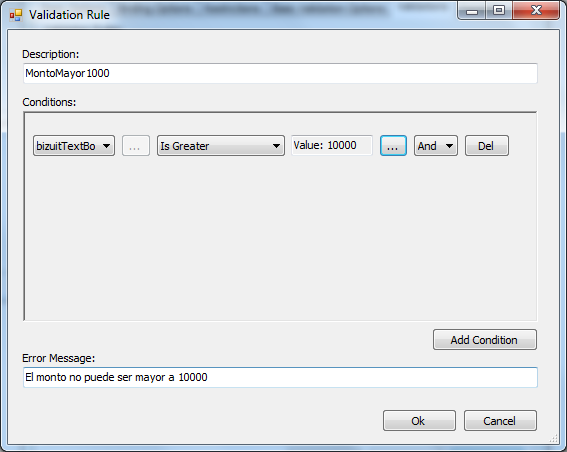 Validation Rule
Description:
MontoMayor1000
Conditions:
bizuitTextBo ... Is Greater Value: 10000 ... And Del
Add Condition
Error Message:
El monto no puede ser mayor a 10000
Ok Cancel